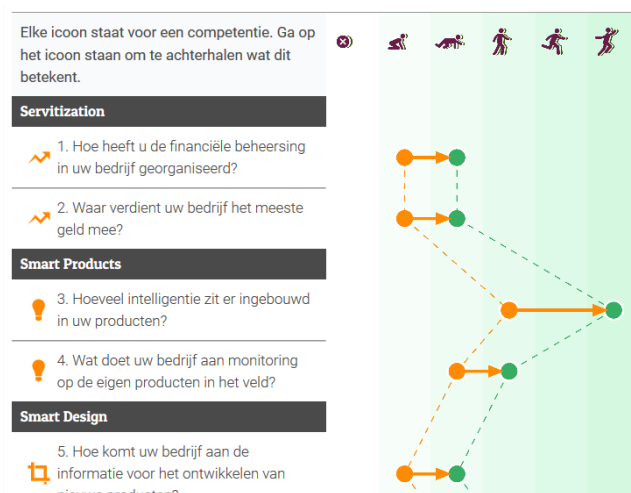 Elke icoon staat voor een competentie. Ga op
het icoon staan om te achterhalen wat dit
betekent.
Servitization
1. Hoe heeft u de financiële beheersing
in uw bedrijf georganiseerd?
2. Waar verdient uw bedrijf het meeste
geld mee?
Smart Products
3. Hoeveel intelligentie zit er ingebouwd
in uw producten?
4. Wat doet uw bedrijf aan monitoring
op de eigen producten in het veld?
Smart Design
5. Hoe komt uw bedrijf aan de
informatie voor het ontwikkelen van
nieuwe producten?